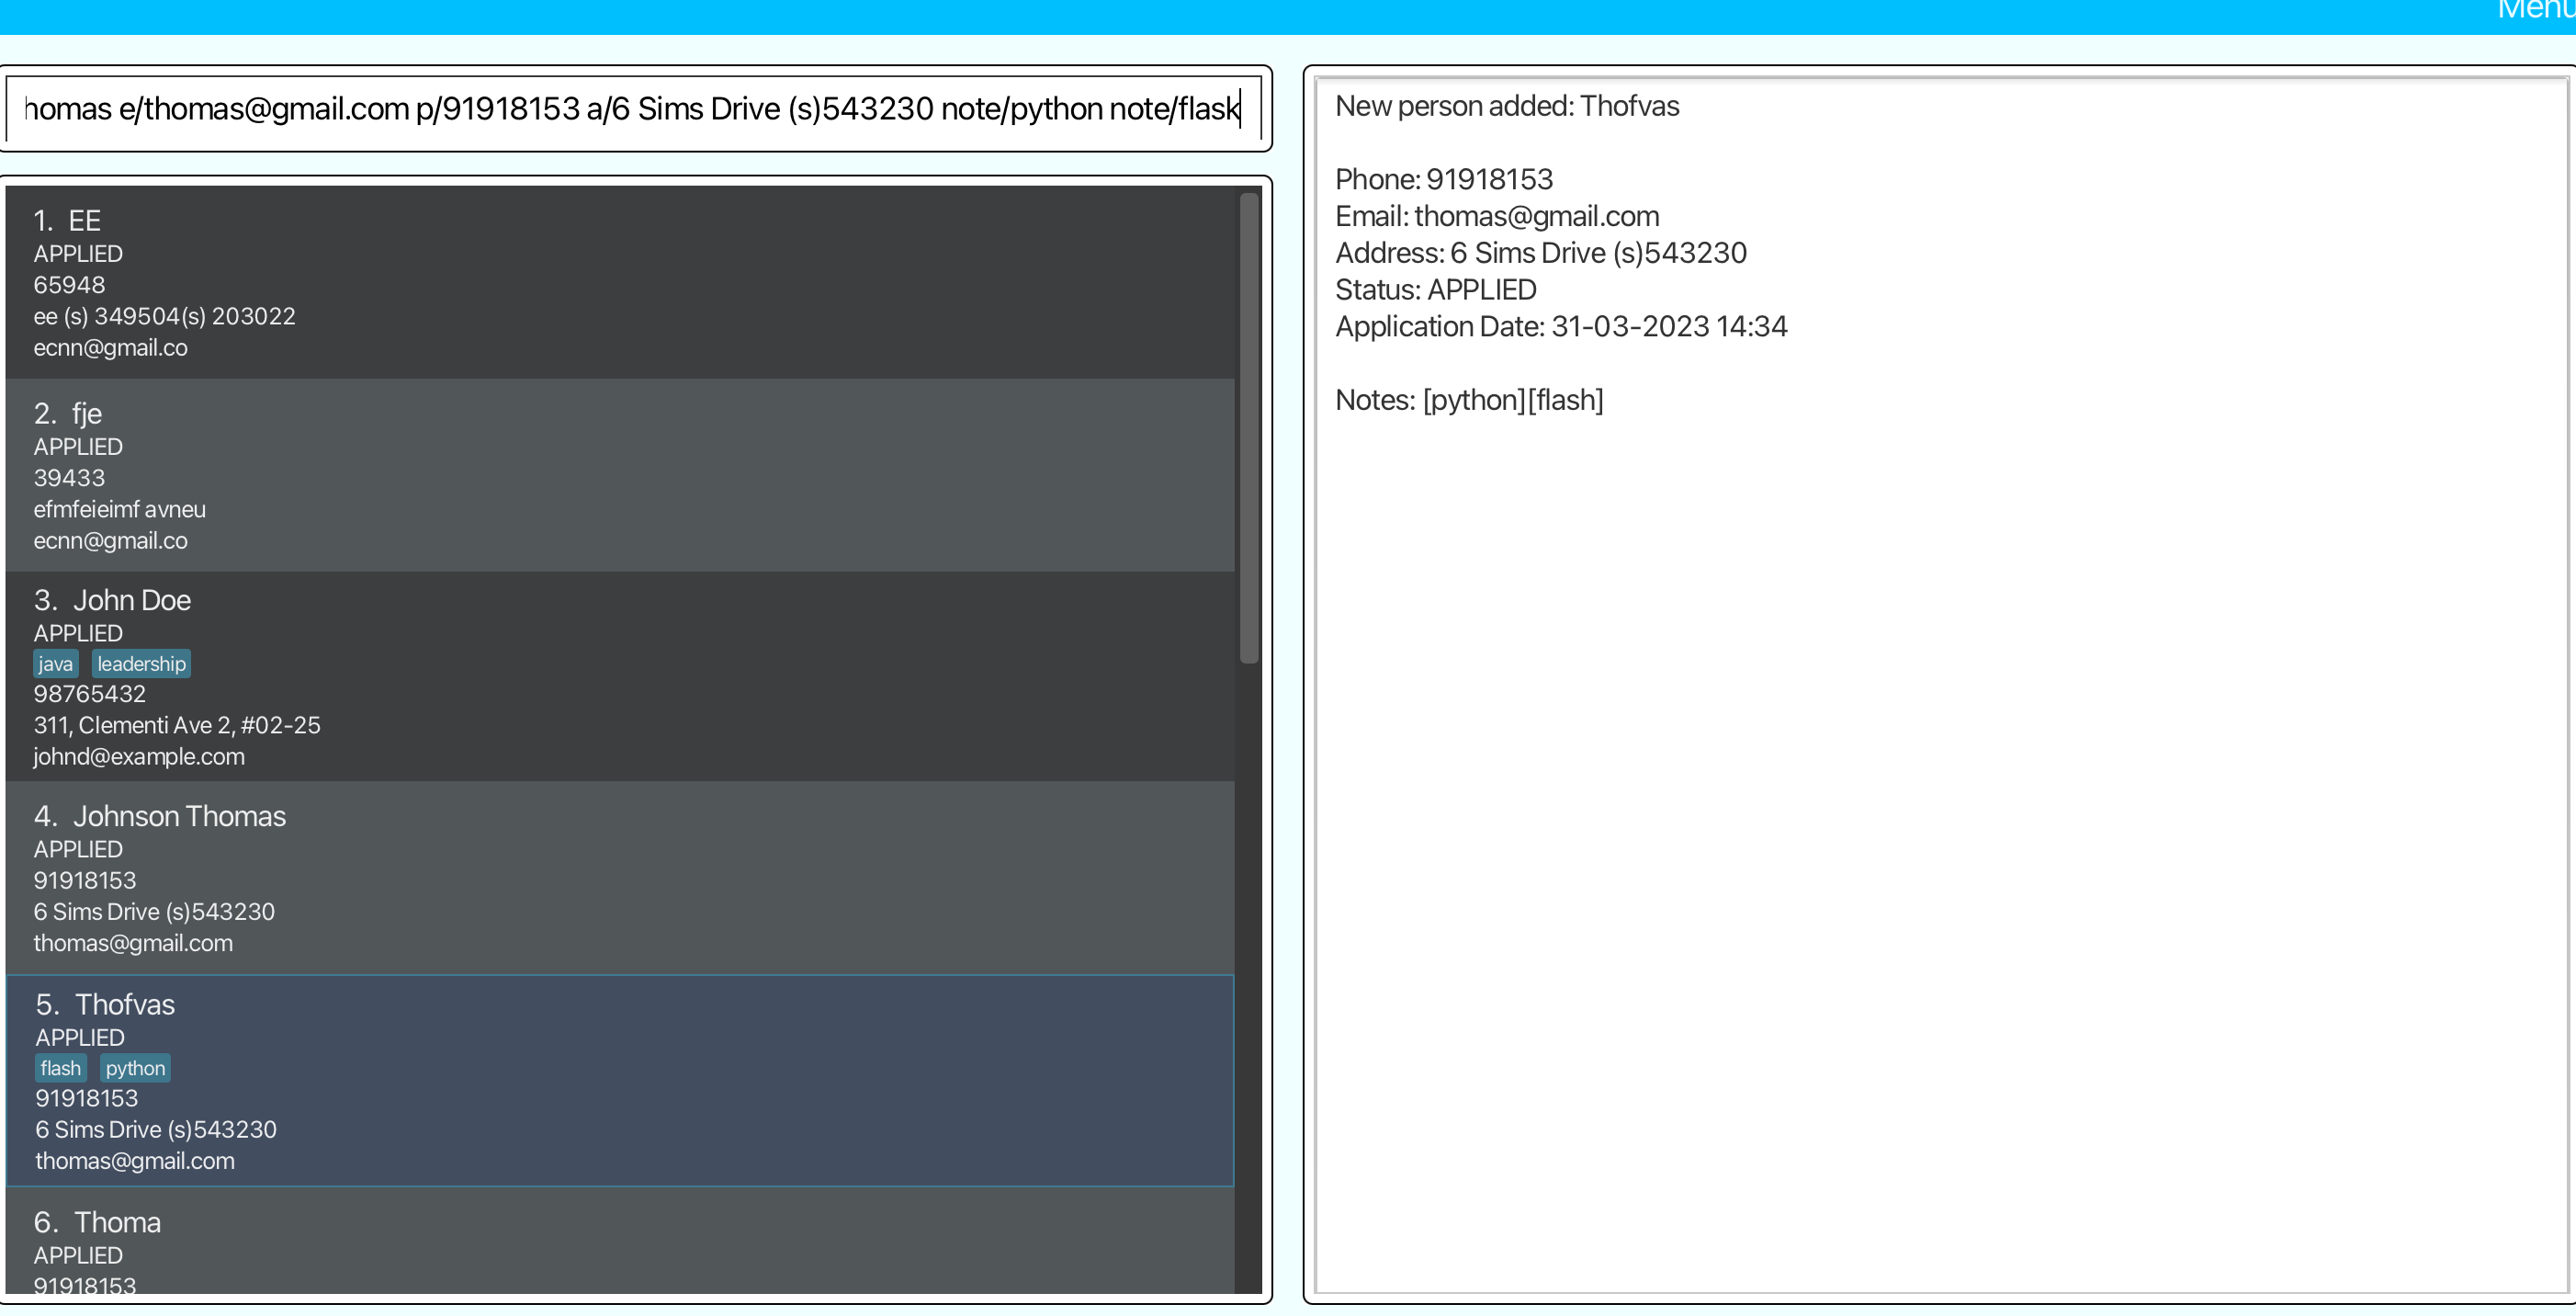 Menu
homas e/thomas@gmail.com p/91918153 a/6 Sims Drive (s)543230 note/python note/flask
1. EE
APPLIED
65948
ee (s) 349504(s) 203022
ecnn@gmail.co
2. fje
APPLIED
39433
efmfeieimf avneu
ecnn@gmail.co
3. John Doe
APPLIED
java leadership
98765432
311, Clementi Ave 2, #02-25
johnd@example.com
4. Johnson Thomas
APPLIED
91918153
6 Sims Drive (s)543230
thomas@gmail.com
5. Thofvas
APPLIED
flash python
91918153
6 Sims Drive (s)543230
thomas@gmail.com
6. Thoma
APPLIED
91918153
New person added: Thofvas
Phone: 91918153
Email: thomas@gmail.com
Address: 6 Sims Drive (s)543230
Status: APPLIED
Application Date: 31-03-2023 14:34
Notes: [python][flash]